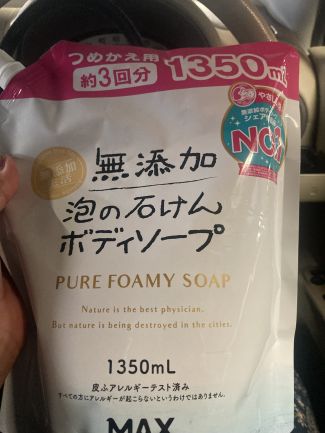 つめかえ用
約3回分
1350mL
無添加
泡の石けん
ボディソープ
PURE FOAMY SOAP
Nature is the best physician.
But nature is being destroyed in the cities.
1350mL
皮ふアレルギーテスト済み
すべての方にアレルギーが起こらないというわけではありません。
MAX